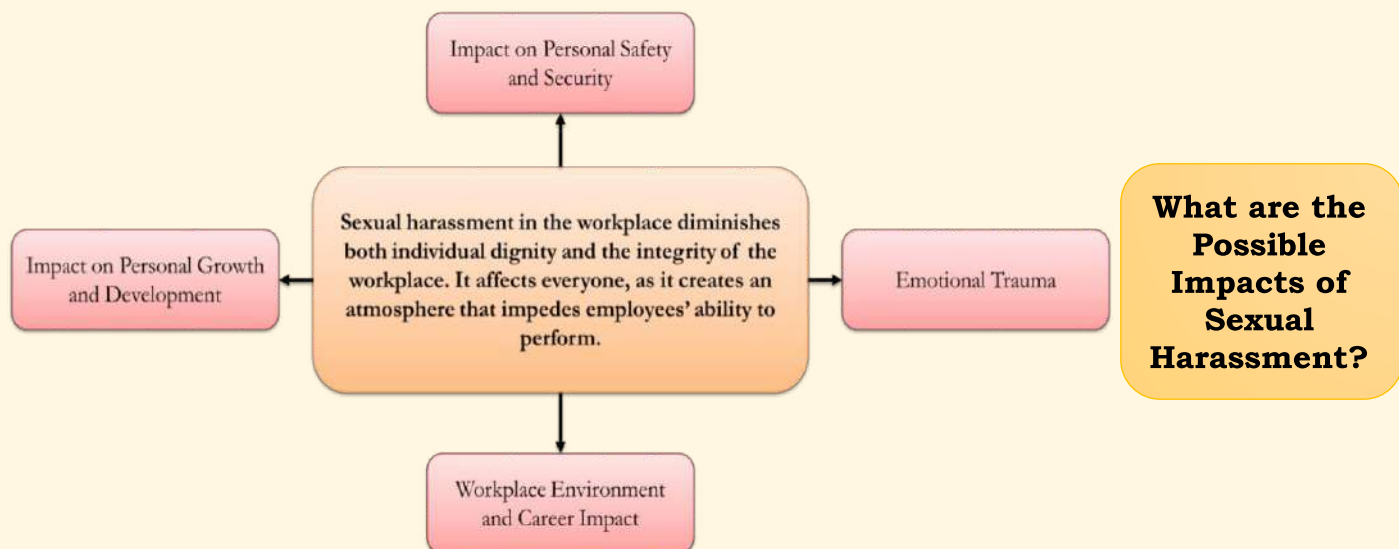 Impact on Personal Safety
and Security
Sexual harassment in the workplace diminishes
both individual dignity and the integrity of the
workplace. It affects everyone, as it creates an
atmosphere that impedes employees’ ability to
perform.
Impact on Personal Growth
and Development
Emotional Trauma
What are the
Possible
Impacts of
Sexual
Harassment?
Workplace Environment
and Career Impact